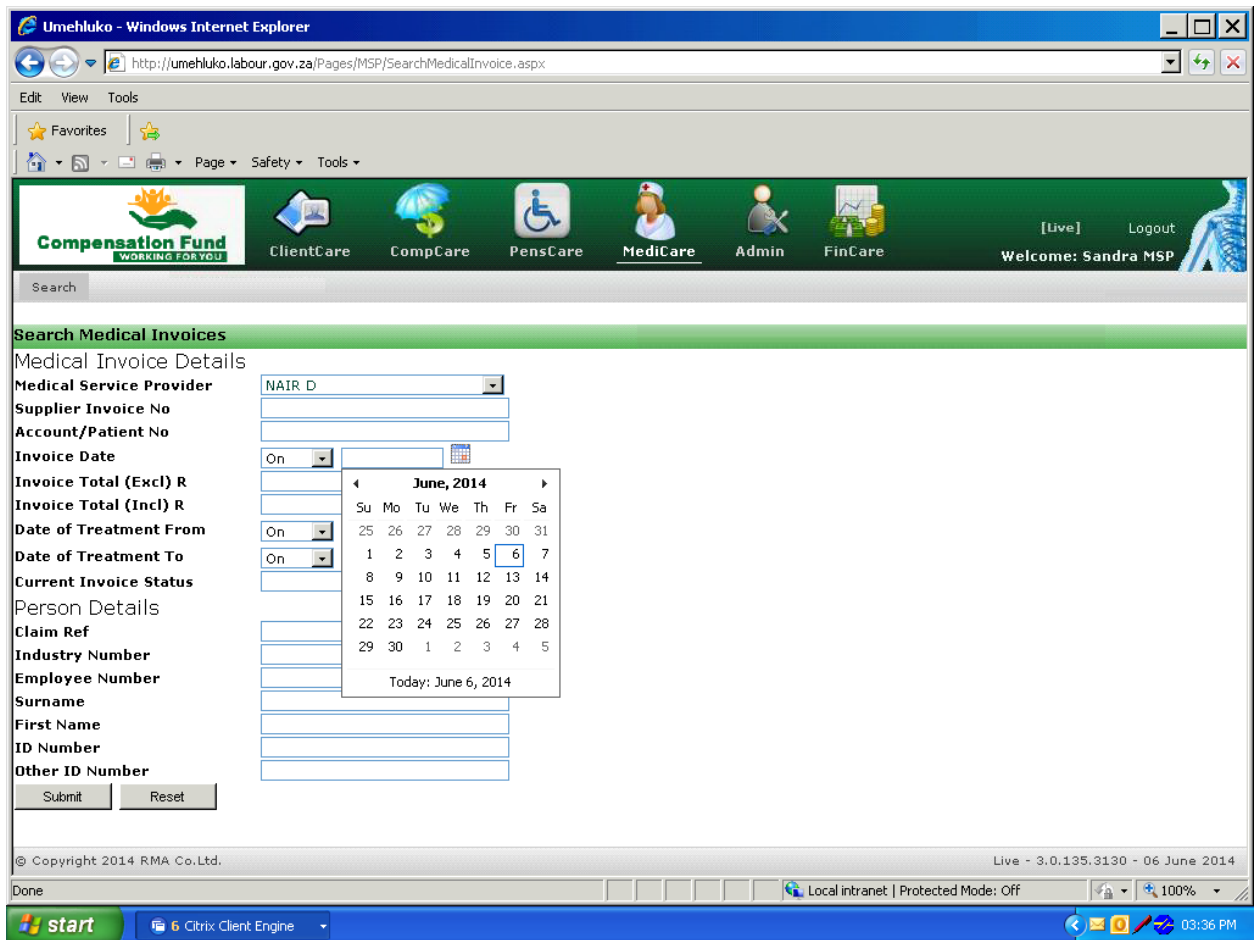 Umehluko - Windows Internet Explorer
http://umehluko.labour.gov.za/Pages/MSP/SearchMedicalInvoice.aspx
Edit View Tools
Favorites
Page Safety Tools
Compensation Fund
WORKING FOR YOU
ClientCare CompCare PensCare MediCare Admin FinCare
[Live] Logout
Welcome: Sandra MSP
Search
Search Medical Invoices
Medical Invoice Details
Medical Service Provider NAIR D
Supplier Invoice No
Account/Patient No
Invoice Date On
Invoice Total (Excl) R
Invoice Total (Incl) R
Date of Treatment From On
Date of Treatment To On
Current Invoice Status
June, 2014
Su Mo Tu We Th Fr Sa
25 26 27 28 29 30 31
1 2 3 4 5 6 7
8 9 10 11 12 13 14
15 16 17 18 19 20 21
22 23 24 25 26 27 28
29 30 1 2 3 4 5
Today: June 6, 2014
Person Details
Claim Ref
Industry Number
Employee Number
Surname
First Name
ID Number
Other ID Number
Submit Reset
© Copyright 2014 RMA Co.Ltd.
Live - 3.0.135.3130 - 06 June 2014
Done
Local intranet | Protected Mode: Off
100%
start
6 Citrix Client Engine
03:36 PM